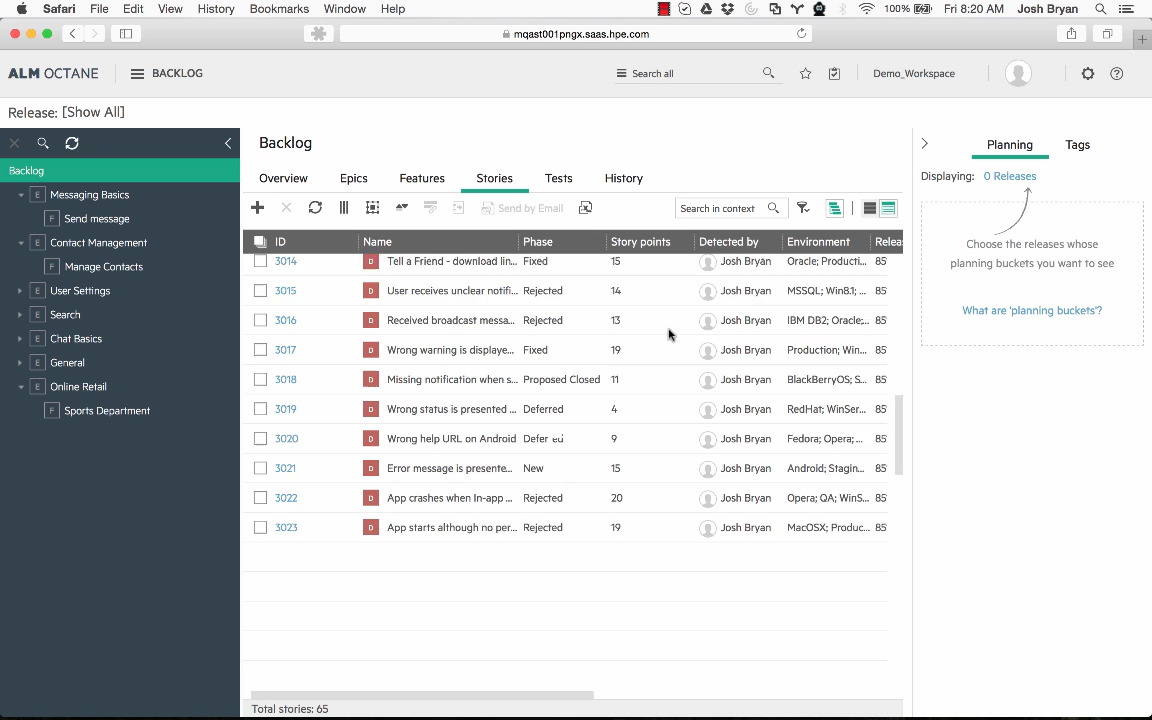 Safari File Edit View History Bookmarks Window Help 100% Fri 8:20 AM Josh Bryan
mqast001pngx.saas.hpe.com
ALM OCTANE BACKLOG Search all Demo_Workspace
Release: [Show All]
Backlog
Messaging Basics
Send message
Contact Management
Manage Contacts
User Settings
Search
Chat Basics
General
Online Retail
Sports Department
Backlog
Overview Epics Features Stories Tests History
Send by Email Search in context
ID Name Phase Story points Detected by Environment Relea
3014 D Tell a Friend - download lin... Fixed 15 Josh Bryan Oracle; Producti... 85
3015 D User receives unclear notifi... Rejected 14 Josh Bryan MSSQL; Win8.1; ... 85
3016 D Received broadcast messa... Rejected 13 Josh Bryan IBM DB2; Oracle;... 85
3017 D Wrong warning is displaye... Fixed 19 Josh Bryan Production; Win... 85
3018 D Missing notification when s... Proposed Closed 11 Josh Bryan BlackBerryOS; S... 85
3019 D Wrong status is presented ... Deferred 4 Josh Bryan RedHat; WinSer... 85
3020 D Wrong help URL on Android Deferred 9 Josh Bryan Fedora; Opera;... 85
3021 D Error message is presente... New 15 Josh Bryan Android; Stagin... 85
3022 D App crashes when In-app ... Rejected 20 Josh Bryan Opera; QA; WinS... 85
3023 D App starts although no per... Rejected 19 Josh Bryan MacOSX; Produc... 85
Total stories: 65
Planning Tags
Displaying: 0 Releases
Choose the releases whose
planning buckets you want to see
What are 'planning buckets'?